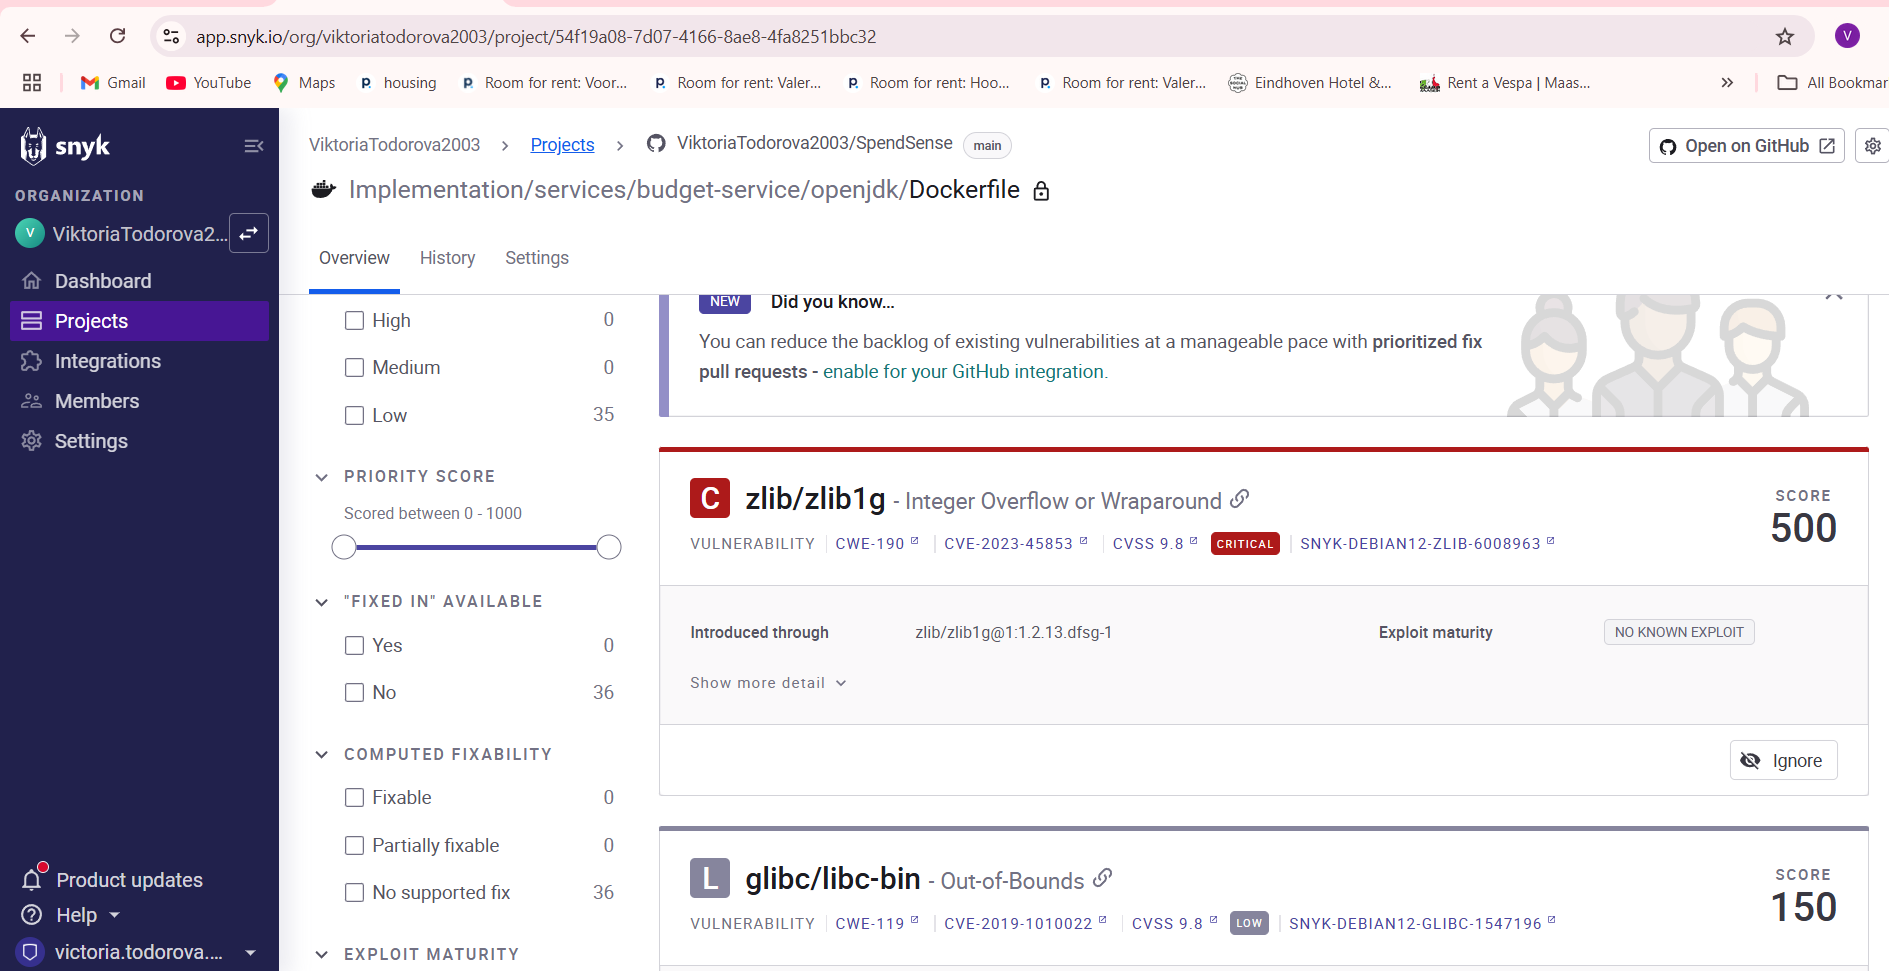 app.snyk.io/org/viktoriatodorova2003/project/54f19a08-7d07-4166-8ae8-4fa8251bbc32
V
Gmail
YouTube
Maps
housing
Room for rent: Voor...
Room for rent: Valer...
Room for rent: Hoo...
Room for rent: Valer...
THE SOCIAL HUB
Eindhoven Hotel &...
Rent a Vespa | Maas...
All Bookmar
snyk
ORGANIZATION
V
ViktoriaTodorova2...
Dashboard
Projects
Integrations
Members
Settings
Product updates
Help
victoria.todorova....
ViktoriaTodorova2003 > Projects > ViktoriaTodorova2003/SpendSense main
Open on GitHub
Implementation/services/budget-service/openjdk/Dockerfile
Overview
History
Settings
High 0
Medium 0
Low 35
PRIORITY SCORE
Scored between 0 - 1000
"FIXED IN" AVAILABLE
Yes 0
No 36
COMPUTED FIXABILITY
Fixable 0
Partially fixable 0
No supported fix 36
EXPLOIT MATURITY
NEW Did you know...
You can reduce the backlog of existing vulnerabilities at a manageable pace with prioritized fix
pull requests - enable for your GitHub integration.
C zlib/zlib1g - Integer Overflow or Wraparound
SCORE
500
VULNERABILITY | CWE-190 | CVE-2023-45853 | CVSS 9.8 CRITICAL | SNYK-DEBIAN12-ZLIB-6008963
Introduced through zlib/zlib1g@1:1.2.13.dfsg-1
Exploit maturity NO KNOWN EXPLOIT
Show more detail
Ignore
L glibc/libc-bin - Out-of-Bounds
SCORE
150
VULNERABILITY | CWE-119 | CVE-2019-1010022 | CVSS 9.8 LOW | SNYK-DEBIAN12-GLIBC-1547196